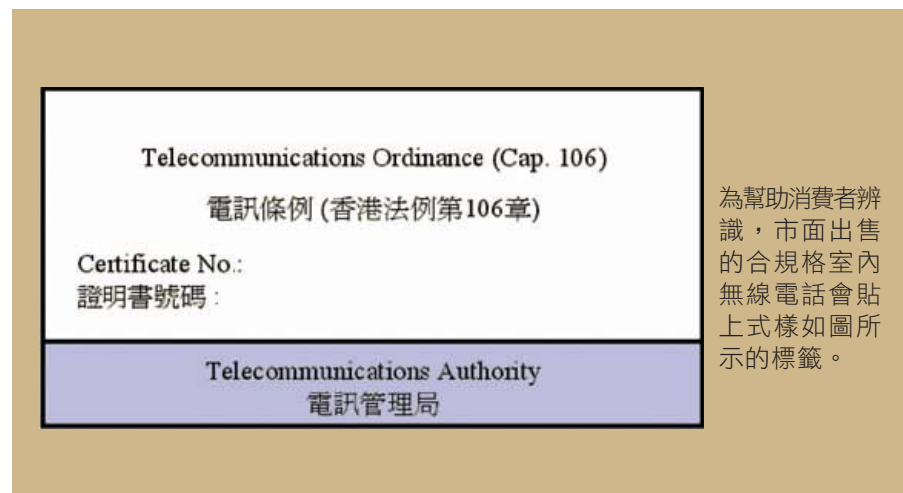 Telecommunications Ordinance (Cap. 106)
電訊條例 (香港法例第106章)
Certificate No.:
證明書號碼 :
Telecommunications Authority
電訊管理局
為幫助消費者辨
識，市面出售
的合規格室內
無線電話會貼
上式樣如圖所
示的標籤。